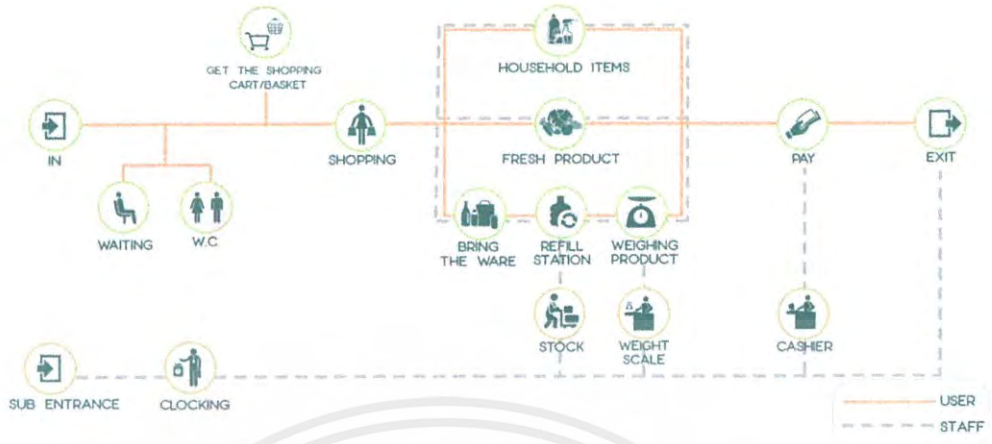 GET THE SHOPPING
CART/BASKET
HOUSEHOLD ITEMS
IN
SHOPPING
FRESH PRODUCT
PAY
EXIT
WAITING
W.C
BRING
THE WARE
REFILL
STATION
WEIGHING
PRODUCT
STOCK
WEIGHT
SCALE
CASHIER
SUB ENTRANCE
CLOCKING
USER
STAFF